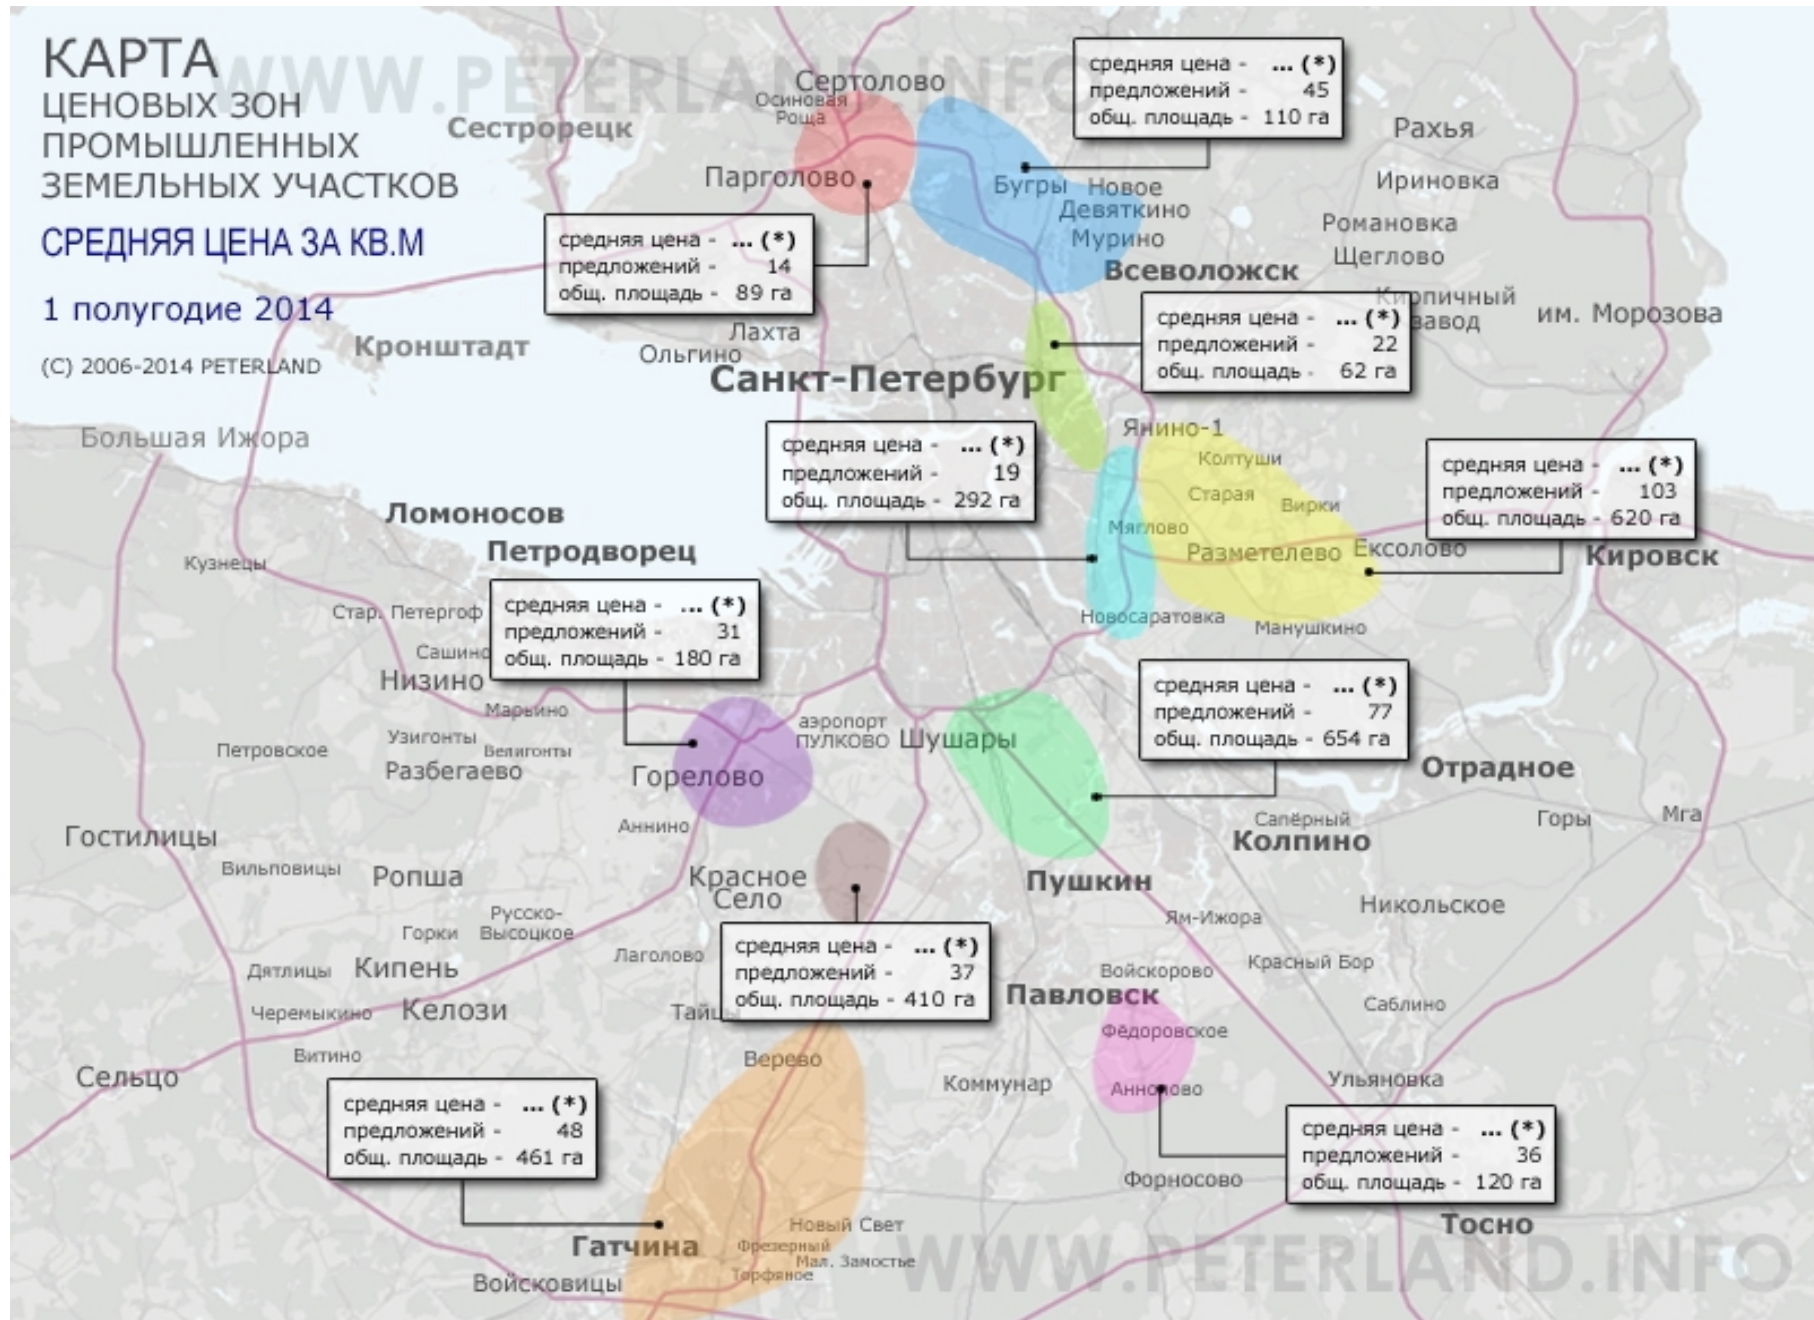 КАРТА
ЦЕНОВЫХ ЗОН
ПРОМЫШЛЕННЫХ
ЗЕМЕЛЬНЫХ УЧАСТКОВ
СРЕДНЯЯ ЦЕНА ЗА КВ.М
1 полугодие 2014
(C) 2006-2014 PETERLAND
WWW.PETERLAND.INFO
Сертолово
Осиновая
Роща
Сестрорецк
Парголово
средняя цена - ... (*)
предложений - 45
общ. площадь - 110 га
Рахья
Ириновка
Бугры
Новое
Девяткино
Мурино
Романовка
Щеглово
Всеволожск
средняя цена - ... (*)
предложений - 14
общ. площадь - 89 га
Кирпичный
завод
им. Морозова
средняя цена - ... (*)
предложений - 22
общ. площадь - 62 га
Кронштадт
Лахта
Ольгино
Санкт-Петербург
Большая Ижора
Янино-1
Колтуши
Старая
Вирки
средняя цена - ... (*)
предложений - 19
общ. площадь - 292 га
средняя цена - ... (*)
предложений - 103
общ. площадь - 620 га
Мяглово
Разметелево
Ексолово
Кировск
Ломоносов
Петродворец
Кузнецы
Стар. Петергоф
Сашино
Низино
средняя цена - ... (*)
предложений - 31
общ. площадь - 180 га
Новосаратовка
Манушкино
средняя цена - ... (*)
предложений - 77
общ. площадь - 654 га
Марьино
Узигонты
Велигонты
Петровское
Разбегаево
Горелово
аэропорт
ПУЛКОВО
Шушары
Отрадное
Аннино
Сапёрный
Колпино
Горы
Мга
Гостилицы
Вильповицы
Ропша
Красное
Село
Пушкин
Русско-
Высоцкое
Горки
Ям-Ижора
Никольское
Лаголово
средняя цена - ... (*)
предложений - 37
общ. площадь - 410 га
Дятлицы
Кипень
Войскорово
Красный Бор
Павловск
Черемыкино
Келози
Саблино
Фёдоровское
Витино
Верево
Сельцо
Коммунар
Ульяновка
средняя цена - ... (*)
предложений - 48
общ. площадь - 461 га
средняя цена - ... (*)
предложений - 36
общ. площадь - 120 га
Форносово
Тосно
Гатчина
Новый Свет
Фрезерный
Мал. Замостье
Торфяное
Войсковицы
WWW.PETERLAND.INFO